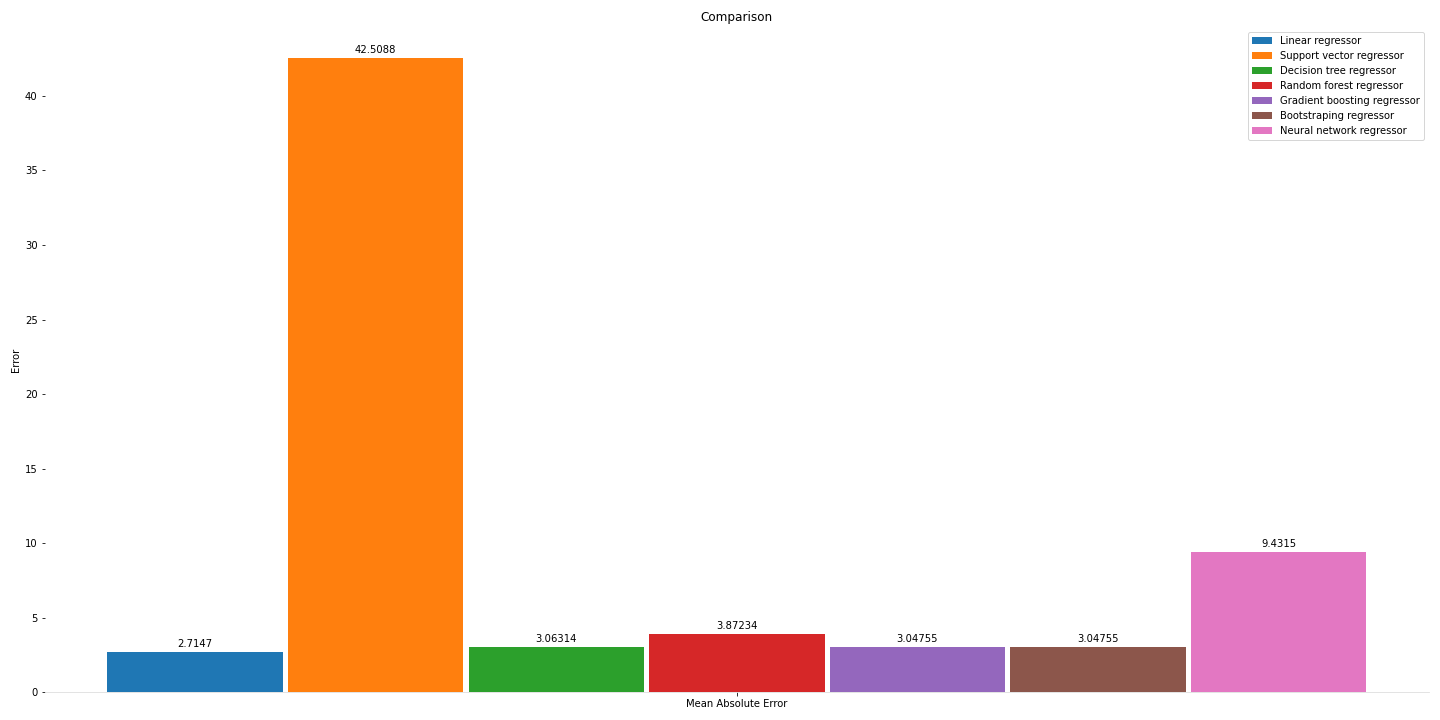 Comparison
42.5088
Linear regressor
Support vector regressor
Decision tree regressor
Random forest regressor
Gradient boosting regressor
Bootstraping regressor
Neural network regressor
40
35
30
25
20
15
10
5
0
Error
2.7147
3.06314
3.87234
3.04755
3.04755
9.4315
Mean Absolute Error